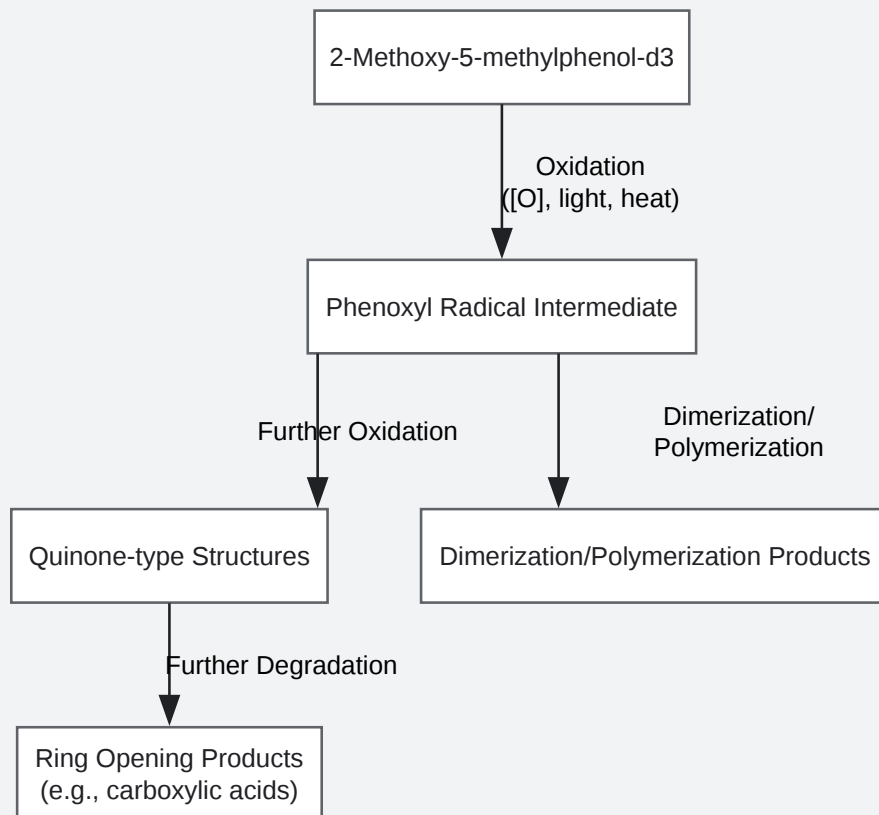 2-Methoxy-5-methylphenol-d3
Oxidation
([O], light, heat)
Phenoxyl Radical Intermediate
Further Oxidation
Dimerization/
Polymerization
Quinone-type Structures
Dimerization/Polymerization Products
Further Degradation
Ring Opening Products
(e.g., carboxylic acids)